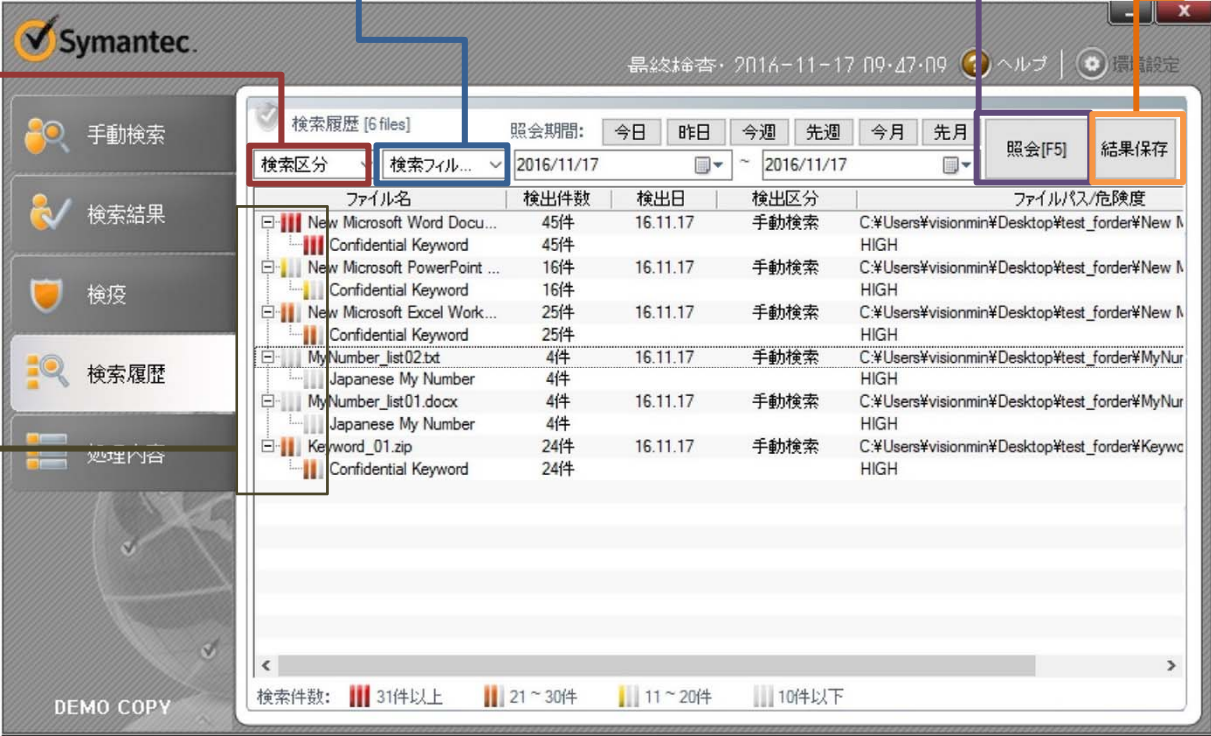 Symantec.
最終検査: 2016-11-17 09:47:09 ヘルプ | 環境設定
手動検索
検索結果
検疫
検索履歴
処理内容
DEMO COPY
検索履歴 [6 files] 照会期間: 今日 昨日 今週 先週 今月 先月 照会[F5] 結果保存
検索区分 検索フィル... 2016/11/17 ~ 2016/11/17
ファイル名 検出件数 検出日 検出区分 ファイルパス/危険度
New Microsoft Word Docu... 45件 16.11.17 手動検索 C:¥Users¥visionmin¥Desktop¥test_forder¥New M
Confidential Keyword 45件 HIGH
New Microsoft PowerPoint ... 16件 16.11.17 手動検索 C:¥Users¥visionmin¥Desktop¥test_forder¥New M
Confidential Keyword 16件 HIGH
New Microsoft Excel Work... 25件 16.11.17 手動検索 C:¥Users¥visionmin¥Desktop¥test_forder¥New M
Confidential Keyword 25件 HIGH
MyNumber_list02.txt 4件 16.11.17 手動検索 C:¥Users¥visionmin¥Desktop¥test_forder¥MyNur
Japanese My Number 4件 HIGH
MyNumber_list01.docx 4件 16.11.17 手動検索 C:¥Users¥visionmin¥Desktop¥test_forder¥MyNur
Japanese My Number 4件 HIGH
Keyword_01.zip 24件 16.11.17 手動検索 C:¥Users¥visionmin¥Desktop¥test_forder¥Keywc
Confidential Keyword 24件 HIGH
検索件数: 31件以上 21 ~ 30件 11 ~ 20件 10件以下